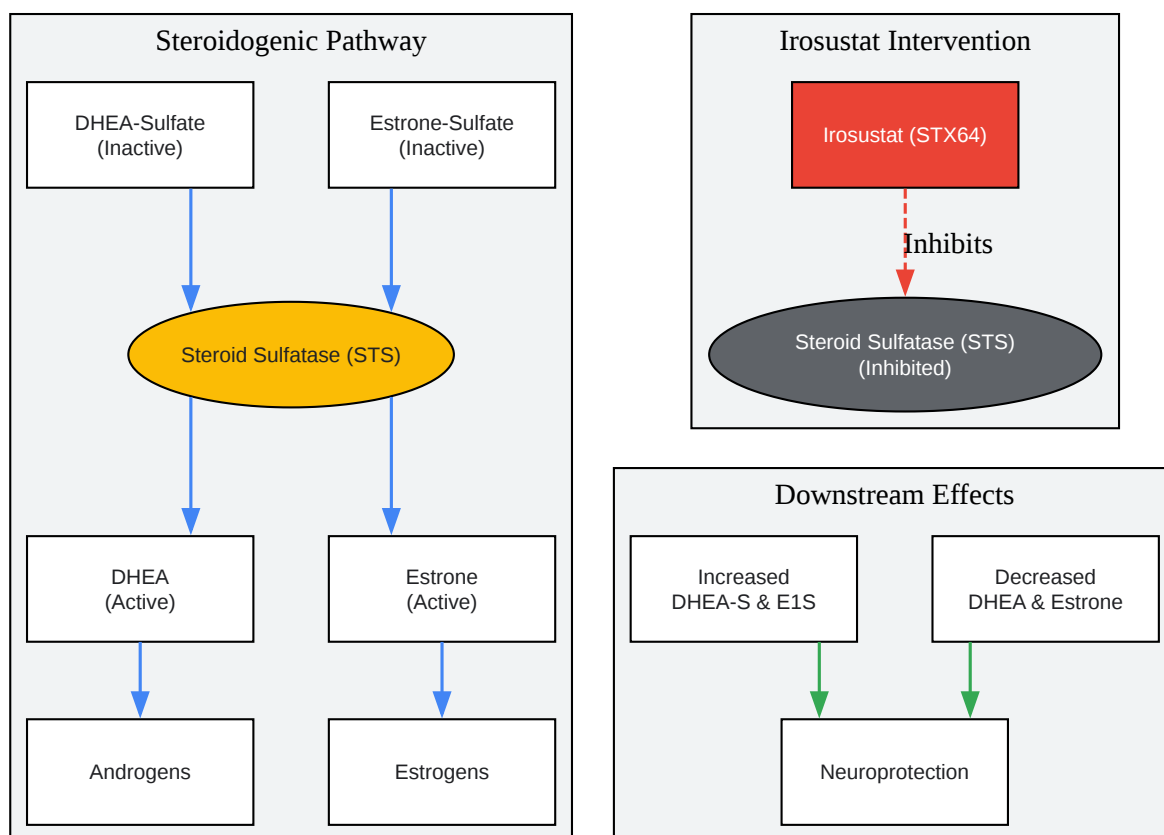 Steroidogenic Pathway
DHEA-Sulfate
(Inactive)
Estrone-Sulfate
(Inactive)
Steroid Sulfatase (STS)
DHEA
(Active)
Estrone
(Active)
Androgens
Estrogens
Irosustat Intervention
Irosustat (STX64)
Inhibits
Steroid Sulfatase (STS)
(Inhibited)
Downstream Effects
Increased
DHEA-S & E1S
Decreased
DHEA & Estrone
Neuroprotection